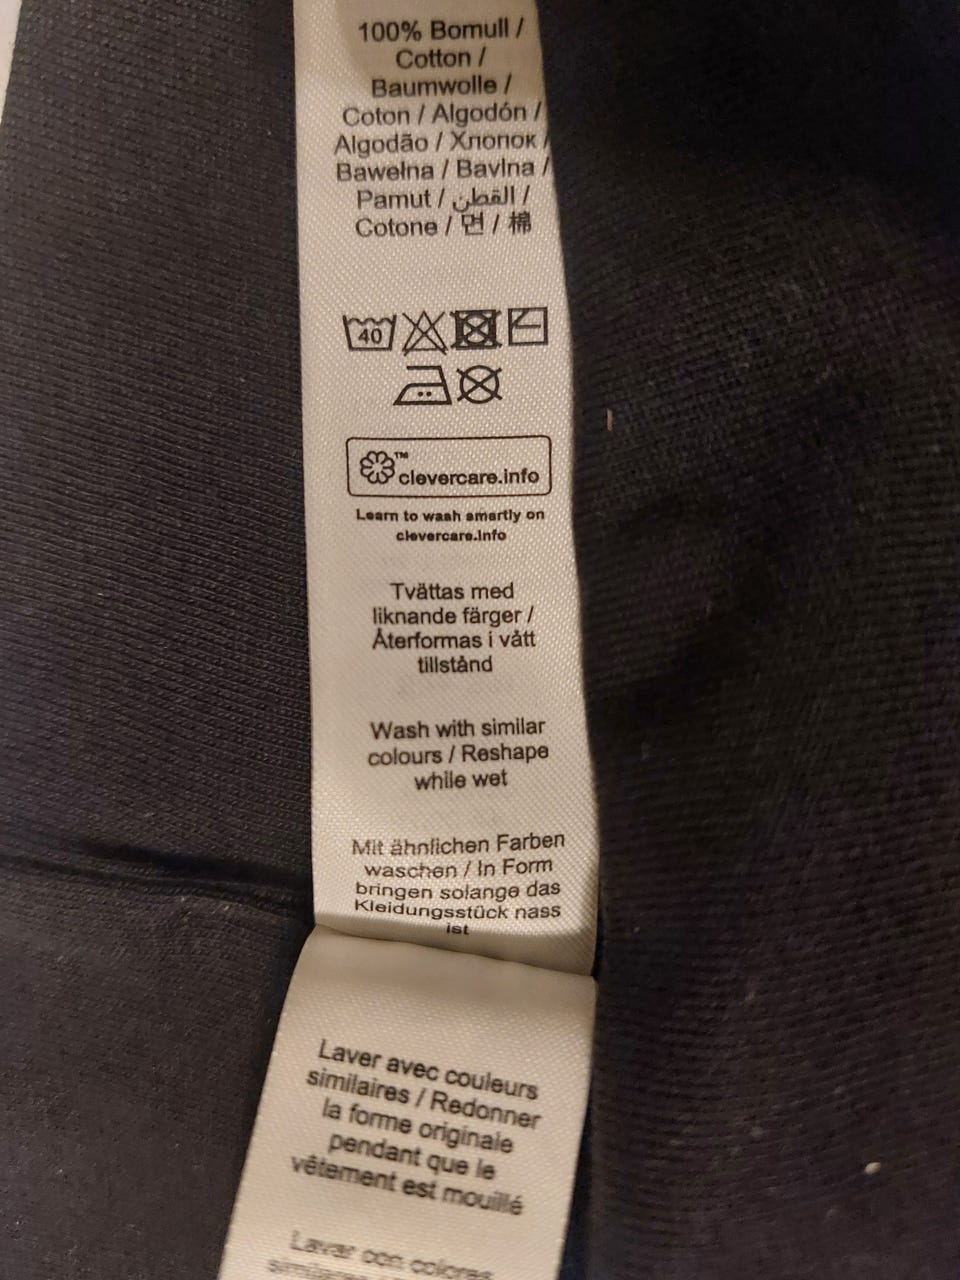 100% Bomull /
Cotton /
Baumwolle /
Coton / Algodón /
Algodão / Хлопок /
Bawełna / Bavlna /
Pamut / القطن /
Cotone / 면 / 棉
40
™
clevercare.info
Learn to wash smartly on
clevercare.info
Tvättas med
liknande färger /
Återformas i vått
tillstånd
Wash with similar
colours / Reshape
while wet
Mit ähnlichen Farben
waschen / In Form
bringen solange das
Kleidungsstück nass
ist
Laver avec couleurs
similaires / Redonner
la forme originale
pendant que le
vêtement est mouillé
Lavar con colores
similares /